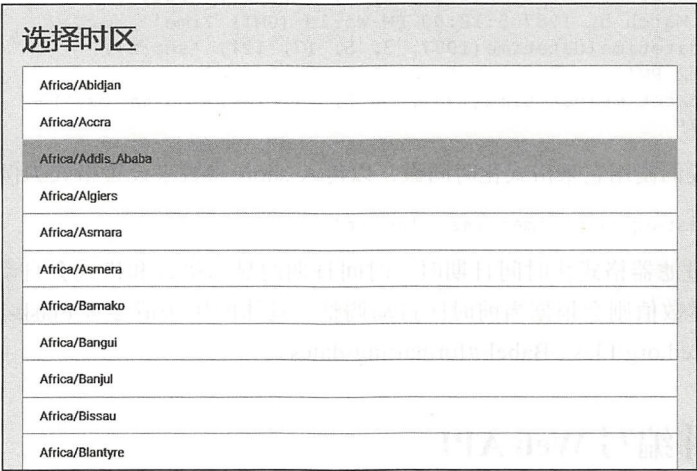 选择时区
Africa/Abidjan
Africa/Accra
Africa/Addis_Ababa
Africa/Algiers
Africa/Asmara
Africa/Asmera
Africa/Bamako
Africa/Bangui
Africa/Banjul
Africa/Bissau
Africa/Blantyre